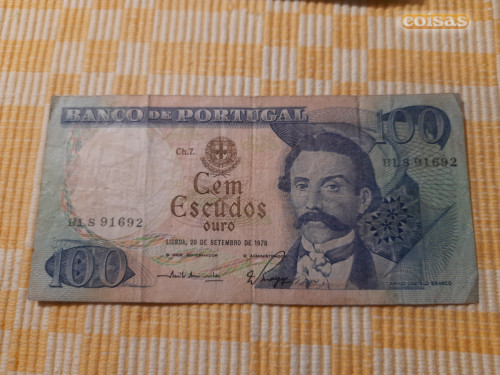 coisas
BANCO DE PORTUGAL
100
Ch.7.
BLS 91692
Cem
Escudos
ouro
BLS 91692
LISBOA, 20 DE SETEMBRO DE 1978
100